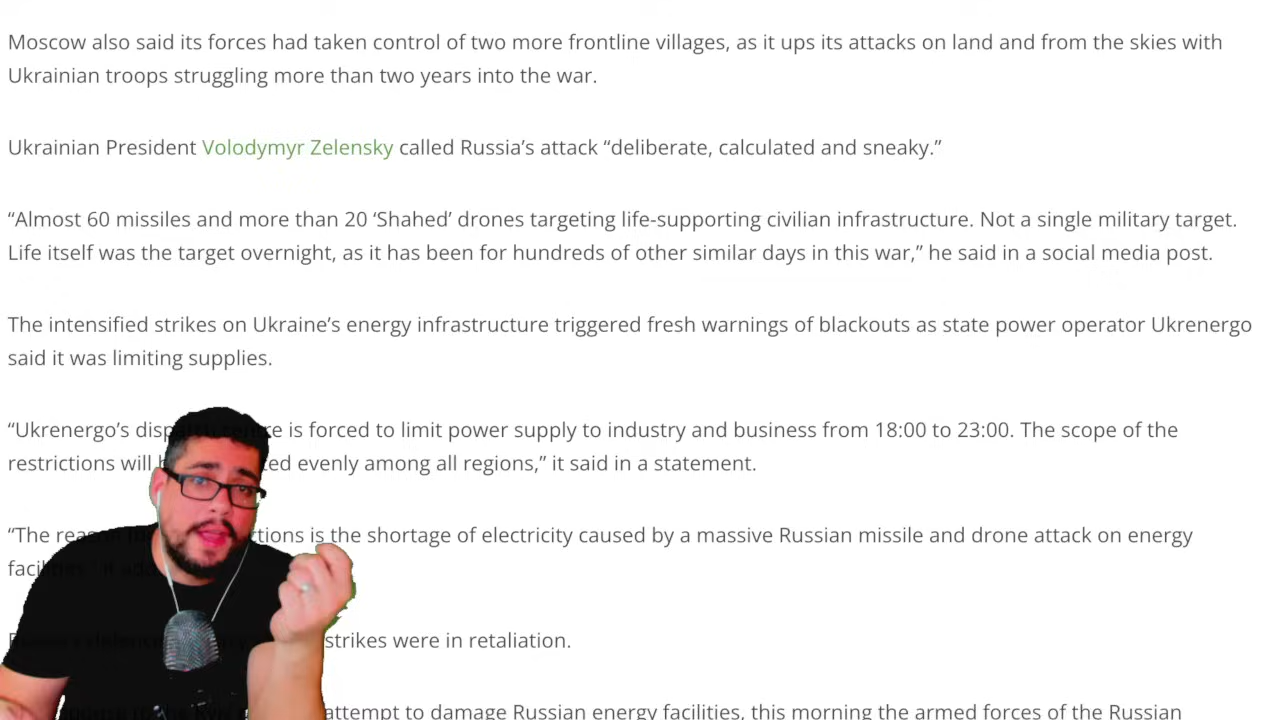 Moscow also said its forces had taken control of two more frontline villages, as it ups its attacks on land and from the skies with
Ukrainian troops struggling more than two years into the war.
Ukrainian President Volodymyr Zelensky called Russia’s attack “deliberate, calculated and sneaky.”
“Almost 60 missiles and more than 20 ‘Shahed’ drones targeting life-supporting civilian infrastructure. Not a single military target.
Life itself was the target overnight, as it has been for hundreds of other similar days in this war,” he said in a social media post.
The intensified strikes on Ukraine’s energy infrastructure triggered fresh warnings of blackouts as state power operator Ukrenergo
said it was limiting supplies.
“Ukrenergo’s dispatch centre is forced to limit power supply to industry and business from 18:00 to 23:00. The scope of the
restrictions will evenly among all regions,” it said in a statement.
“The reason is the shortage of electricity caused by a massive Russian missile and drone attack on energy
strikes were in retaliation.
attempt to damage Russian energy facilities, this morning the armed forces of the Russian